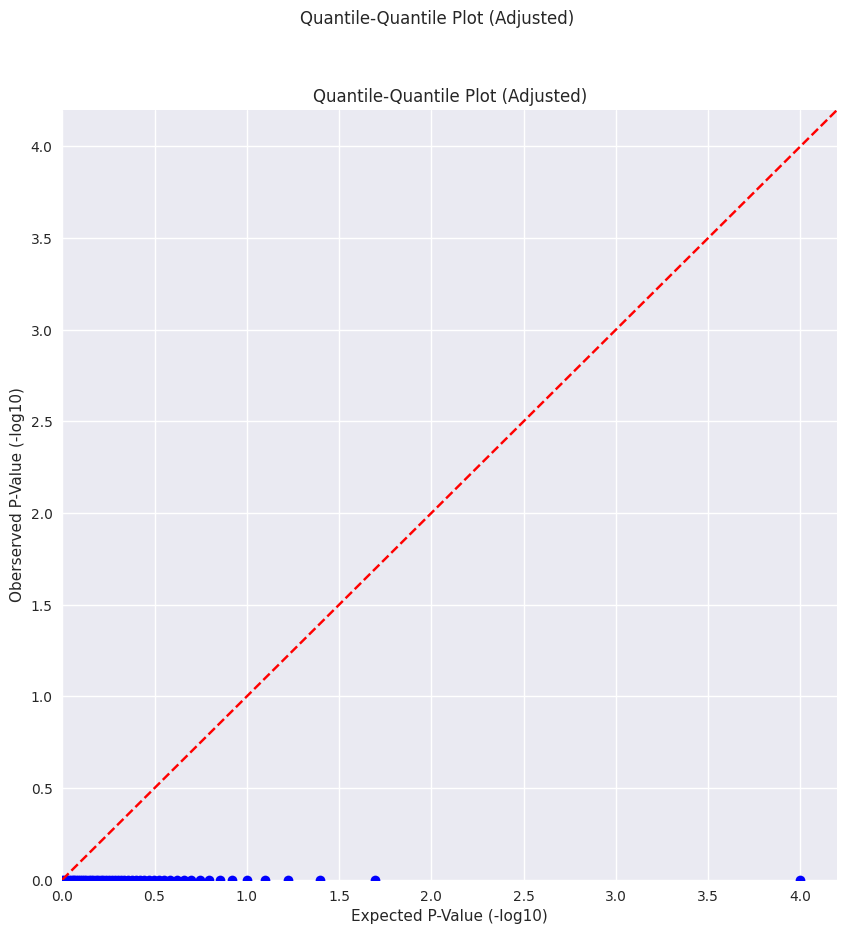 Quantile-Quantile Plot (Adjusted)
Quantile-Quantile Plot (Adjusted)
4.0
3.5
3.0
2.5
2.0
1.5
1.0
0.5
0.0
Oberserved P-Value (-log10)
0.0 0.5 1.0 1.5 2.0 2.5 3.0 3.5 4.0
Expected P-Value (-log10)